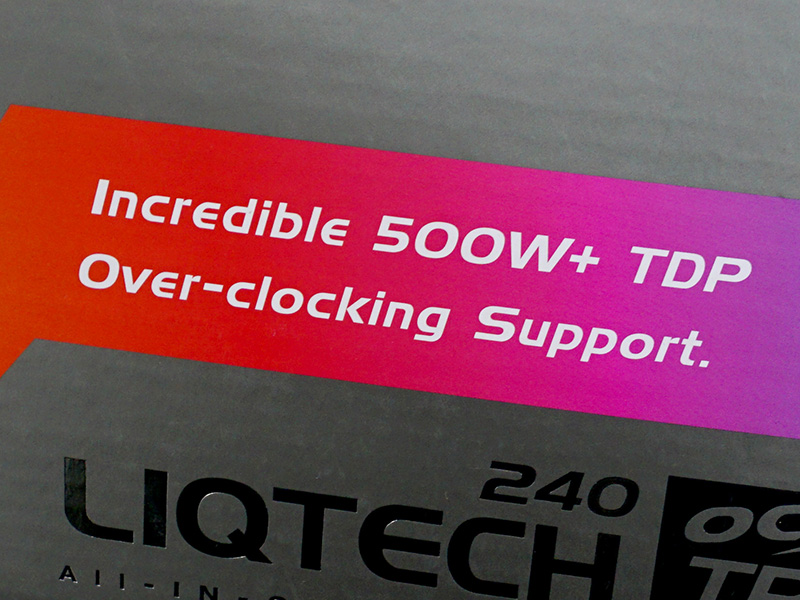 Incredible 500W+ TDP
Over-clocking Support.
240
LIQTECH